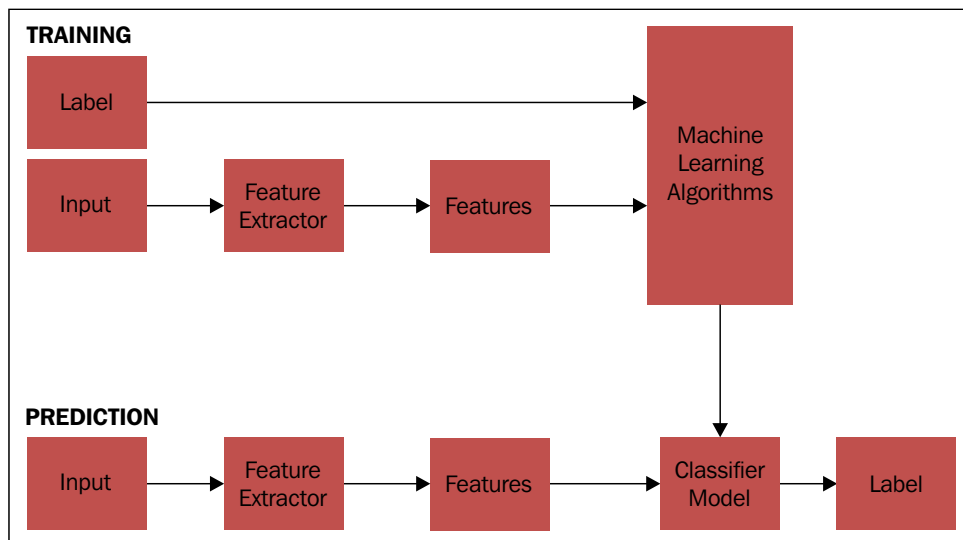 TRAINING
Label
Machine
Learning
Algorithms
Input
Feature
Extractor
Features
PREDICTION
Input
Feature
Extractor
Features
Classifier
Model
Label